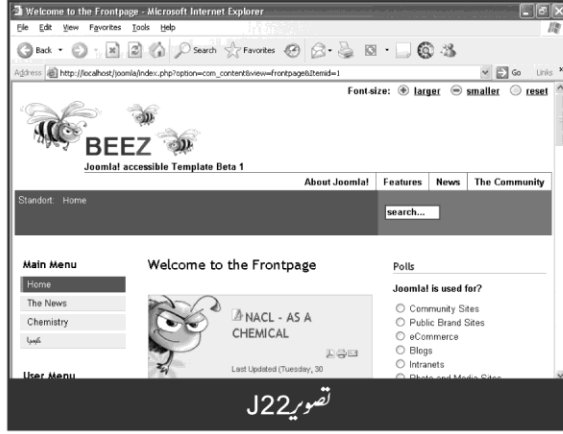 Welcome to the Frontpage - Microsoft Internet Explorer
File Edit View Favorites Tools Help
Back Search Favorites
Address http://localhost/joomla/index.php?option=com_content&view=frontpage&Itemid=1 Go Links
Font-size: larger smaller reset
BEEZ
Joomla! accessible Template Beta 1
About Joomla! Features News The Community
Standort: Home
search...
Main Menu
Home
The News
Chemistry
کیمیا
User Menu
Welcome to the Frontpage
NACL - AS A
CHEMICAL
Last Updated (Tuesday, 30
Polls
Joomla! is used for?
Community Sites
Public Brand Sites
eCommerce
Blogs
Intranets
Photo and Media Sites
تصویر J22